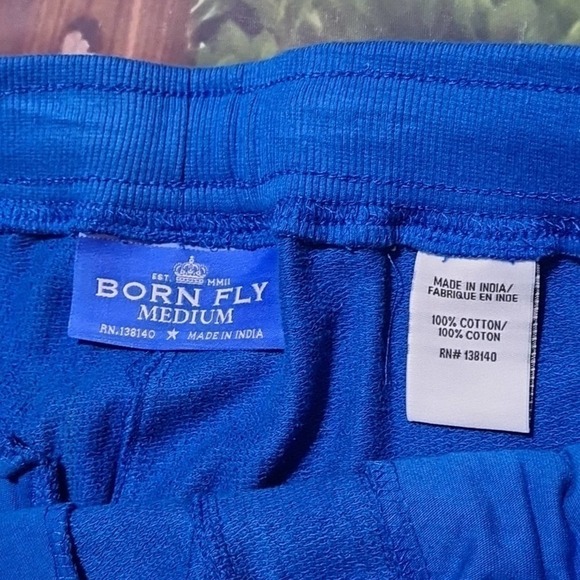 EST. MMII
BORN FLY
MEDIUM
RN.138140 ★ MADE IN INDIA
MADE IN INDIA/
FABRIQUE EN INDE
100% COTTON/
100% COTON
RN# 138140